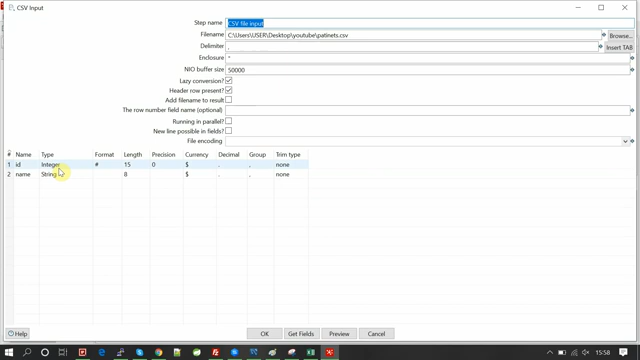 CSV Input
Step name CSV file input
Filename C:\Users\USER\Desktop\youtube\patinets.csv Browse...
Delimiter , Insert TAB
Enclosure "
NIO buffer size 50000
Lazy conversion?
Header row present?
Add filename to result
The row number field name (optional)
Running in parallel?
New line possible in fields?
File encoding
# Name Type Format Length Precision Currency Decimal Group Trim type
1 id Integer # 15 0 $ . , none
2 name String 8 $ . , none
Help OK Get Fields Preview Cancel
15:58